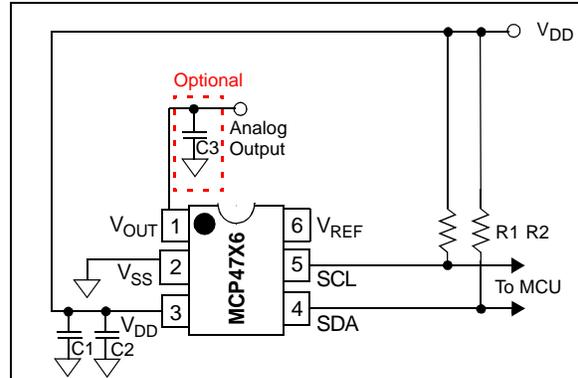 VDD
Optional
Analog
Output
C3
VOUT 1 6 VREF
R1 R2
VSS 2 5 SCL
To MCU
VDD 3 4 SDA
MCP47X6
C1 C2